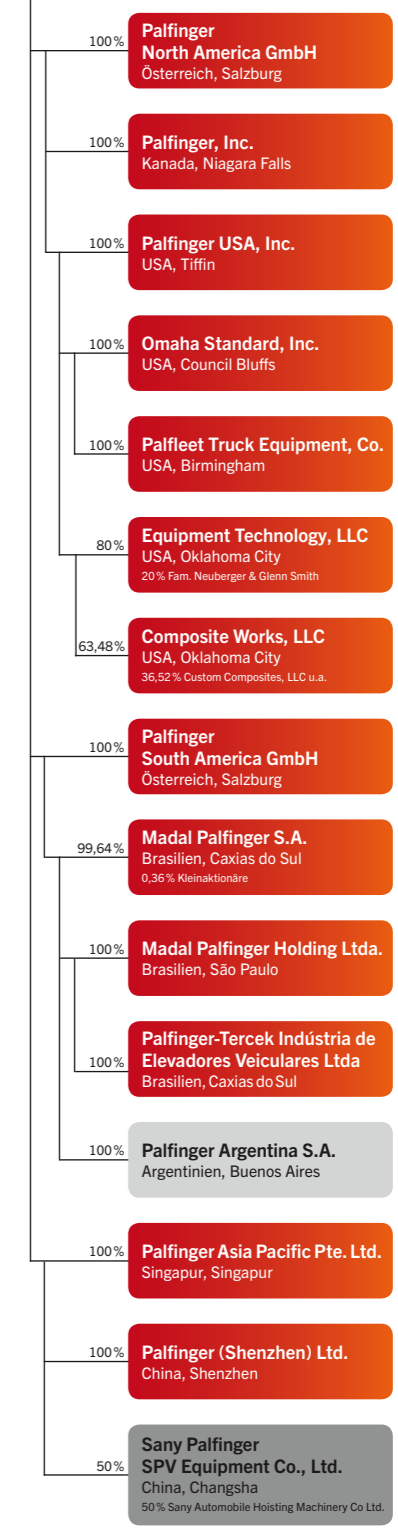 100 %
Palfinger
North America GmbH
Österreich, Salzburg
100 %
Palfinger, Inc.
Kanada, Niagara Falls
100 %
Palfinger USA, Inc.
USA, Tiffin
100 %
Omaha Standard, Inc.
USA, Council Bluffs
100 %
Palfleet Truck Equipment, Co.
USA, Birmingham
80 %
Equipment Technology, LLC
USA, Oklahoma City
20 % Fam. Neuberger & Glenn Smith
63,48 %
Composite Works, LLC
USA, Oklahoma City
36,52 % Custom Composites, LLC u.a.
100 %
Palfinger
South America GmbH
Österreich, Salzburg
99,64 %
Madal Palfinger S.A.
Brasilien, Caxias do Sul
0,36 % Kleinaktionäre
100 %
Madal Palfinger Holding Ltda.
Brasilien, São Paulo
100 %
Palfinger-Tercek Indústria de
Elevadores Veiculares Ltda
Brasilien, Caxias do Sul
100 %
Palfinger Argentina S.A.
Argentinien, Buenos Aires
100 %
Palfinger Asia Pacific Pte. Ltd.
Singapur, Singapur
100 %
Palfinger (Shenzhen) Ltd.
China, Shenzhen
50 %
Sany Palfinger
SPV Equipment Co., Ltd.
China, Changsha
50 % Sany Automobile Hoisting Machinery Co Ltd.